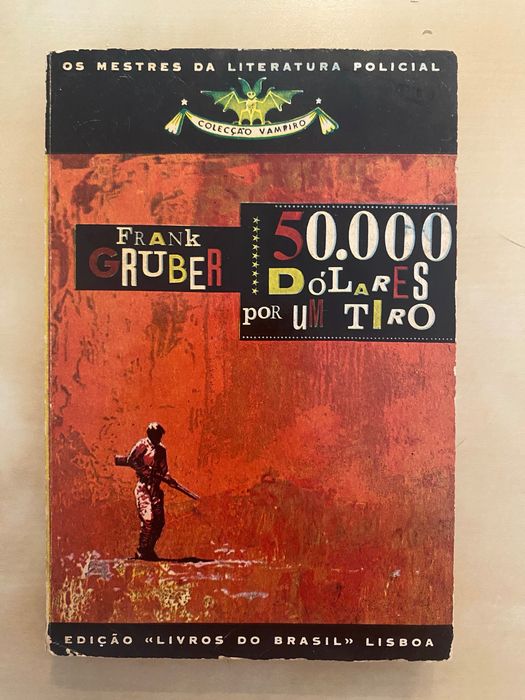 OS MESTRES DA LITERATURA POLICIAL
COLECÇÃO VAMPIRO
FRANK
GRUBER
50.000
DÓLARES
POR UM TIRO
EDIÇÃO «LIVROS DO BRASIL» LISBOA